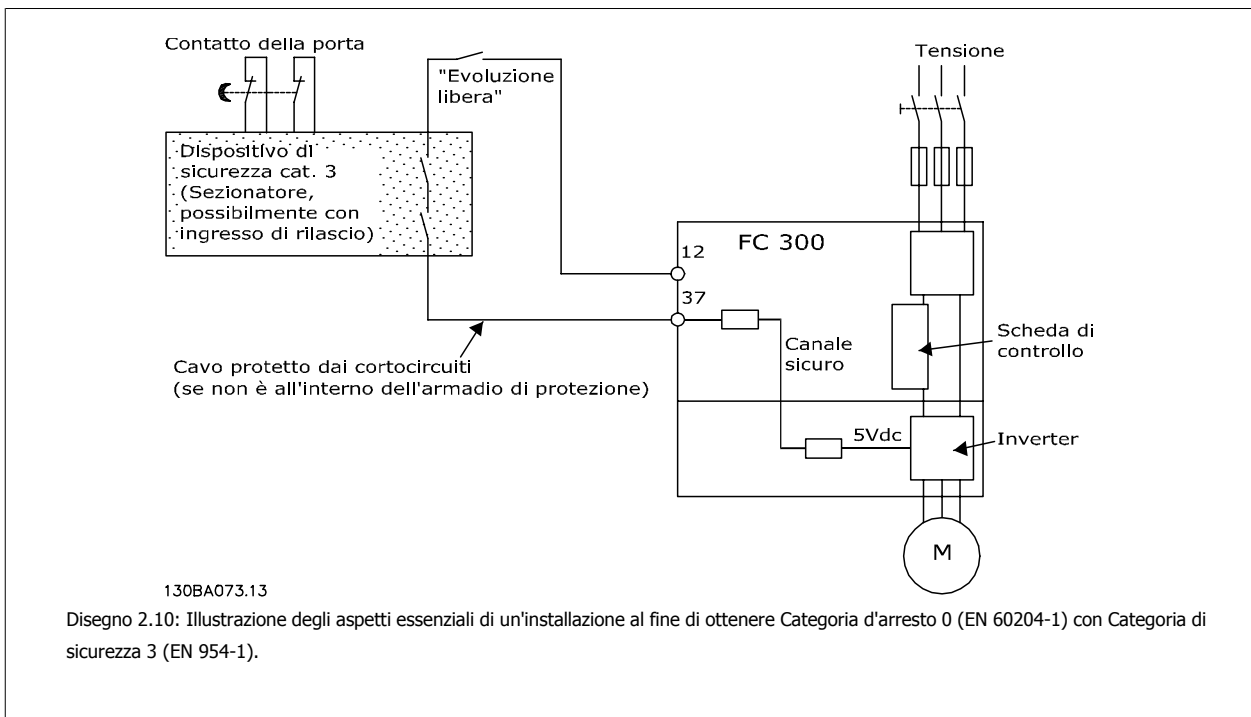 Contatto della porta
"Evoluzione
libera"
Tensione
Dispositivo di
sicurezza cat. 3
(Sezionatore,
possibilmente con
ingresso di rilascio)
FC 300
12
37
Canale
sicuro
Scheda di
controllo
Cavo protetto dai cortocircuiti
(se non è all'interno dell'armadio di protezione)
5Vdc
Inverter
M
130BA073.13
Disegno 2.10: Illustrazione degli aspetti essenziali di un'installazione al fine di ottenere Categoria d'arresto 0 (EN 60204-1) con Categoria di
sicurezza 3 (EN 954-1).